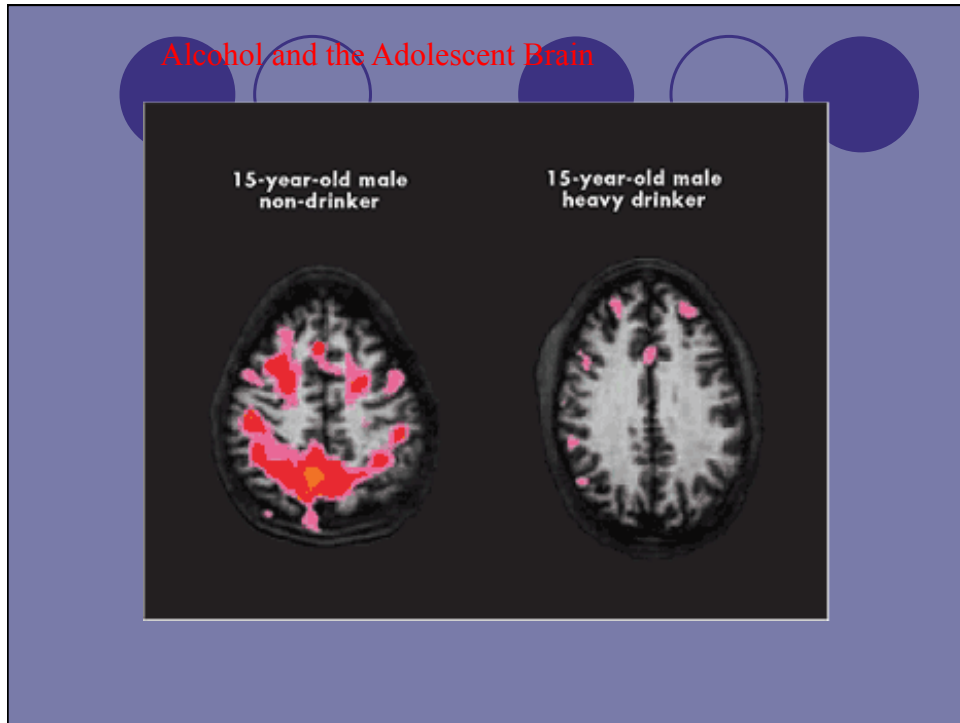 Alcohol and the Adolescent Brain
15-year-old male
non-drinker
15-year-old male
heavy drinker